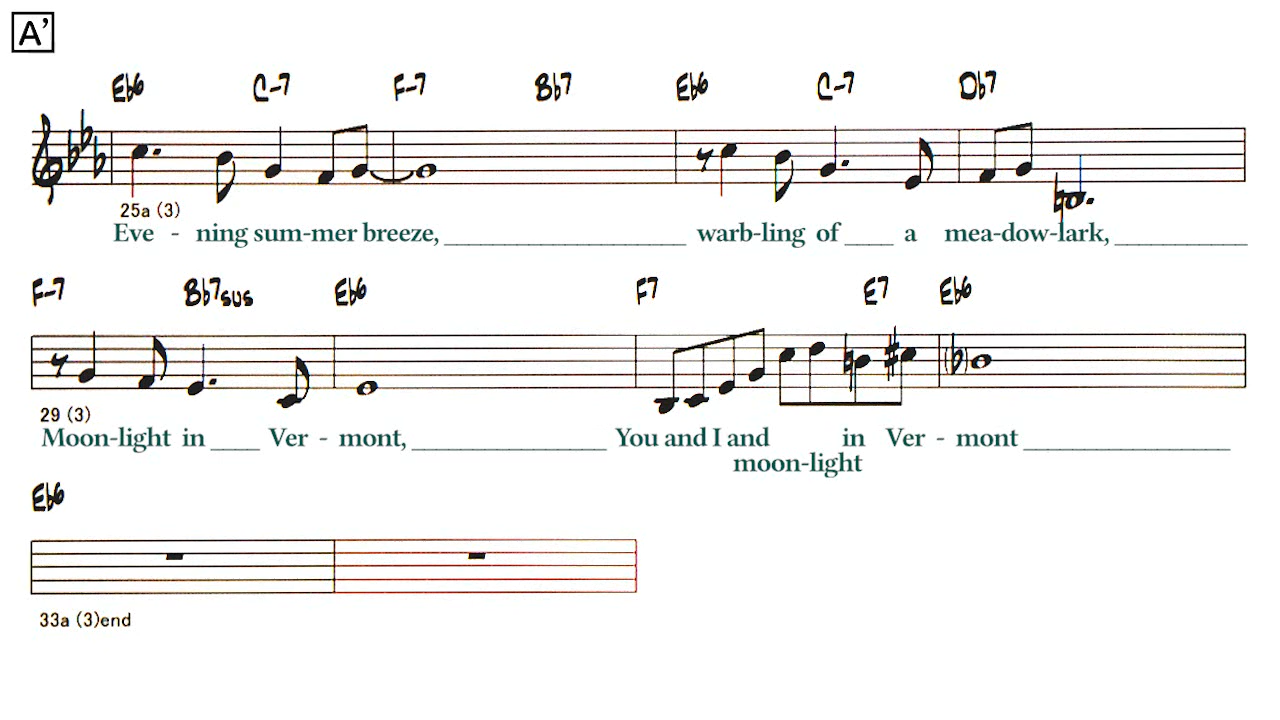 A’
Eb6 C-7 F-7 Bb7 Eb6 C-7 Db7
25a (3)
Eve - ning sum-mer breeze, warb-ling of a mea-dow-lark,
F-7 Bb7sus Eb6 F7 E7 Eb6
29 (3)
Moon-light in Ver - mont, You and I and in Ver - mont
moon-light
Eb6
33a (3)end